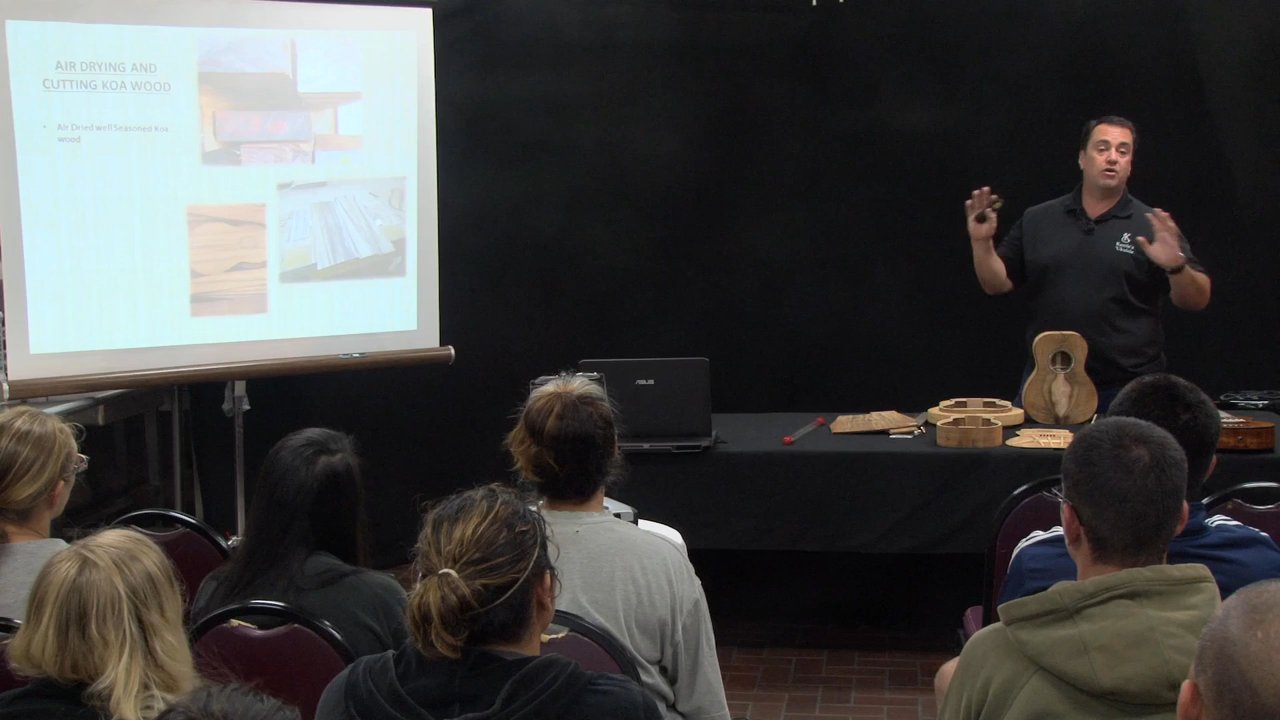 AIR DRYING AND
CUTTING KOA WOOD
• Air Dried well Seasoned Koa
wood
ASUS